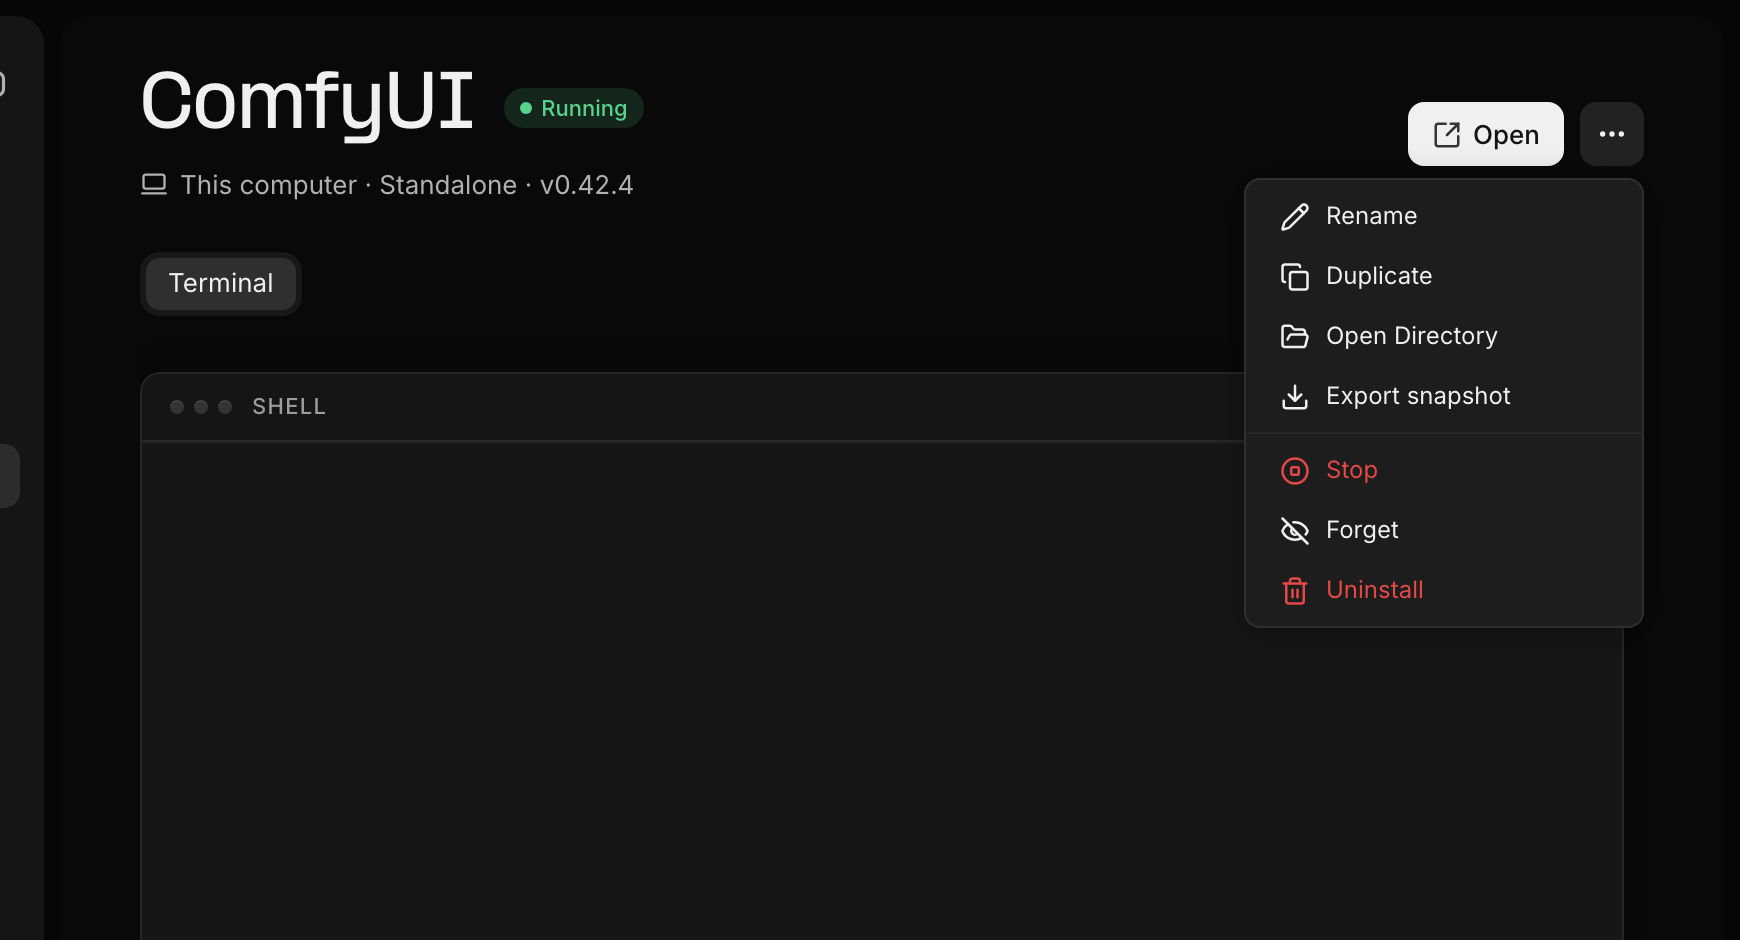 ComfyUI
Running
This computer · Standalone · v0.42.4
Open
Terminal
SHELL
Rename
Duplicate
Open Directory
Export snapshot
Stop
Forget
Uninstall